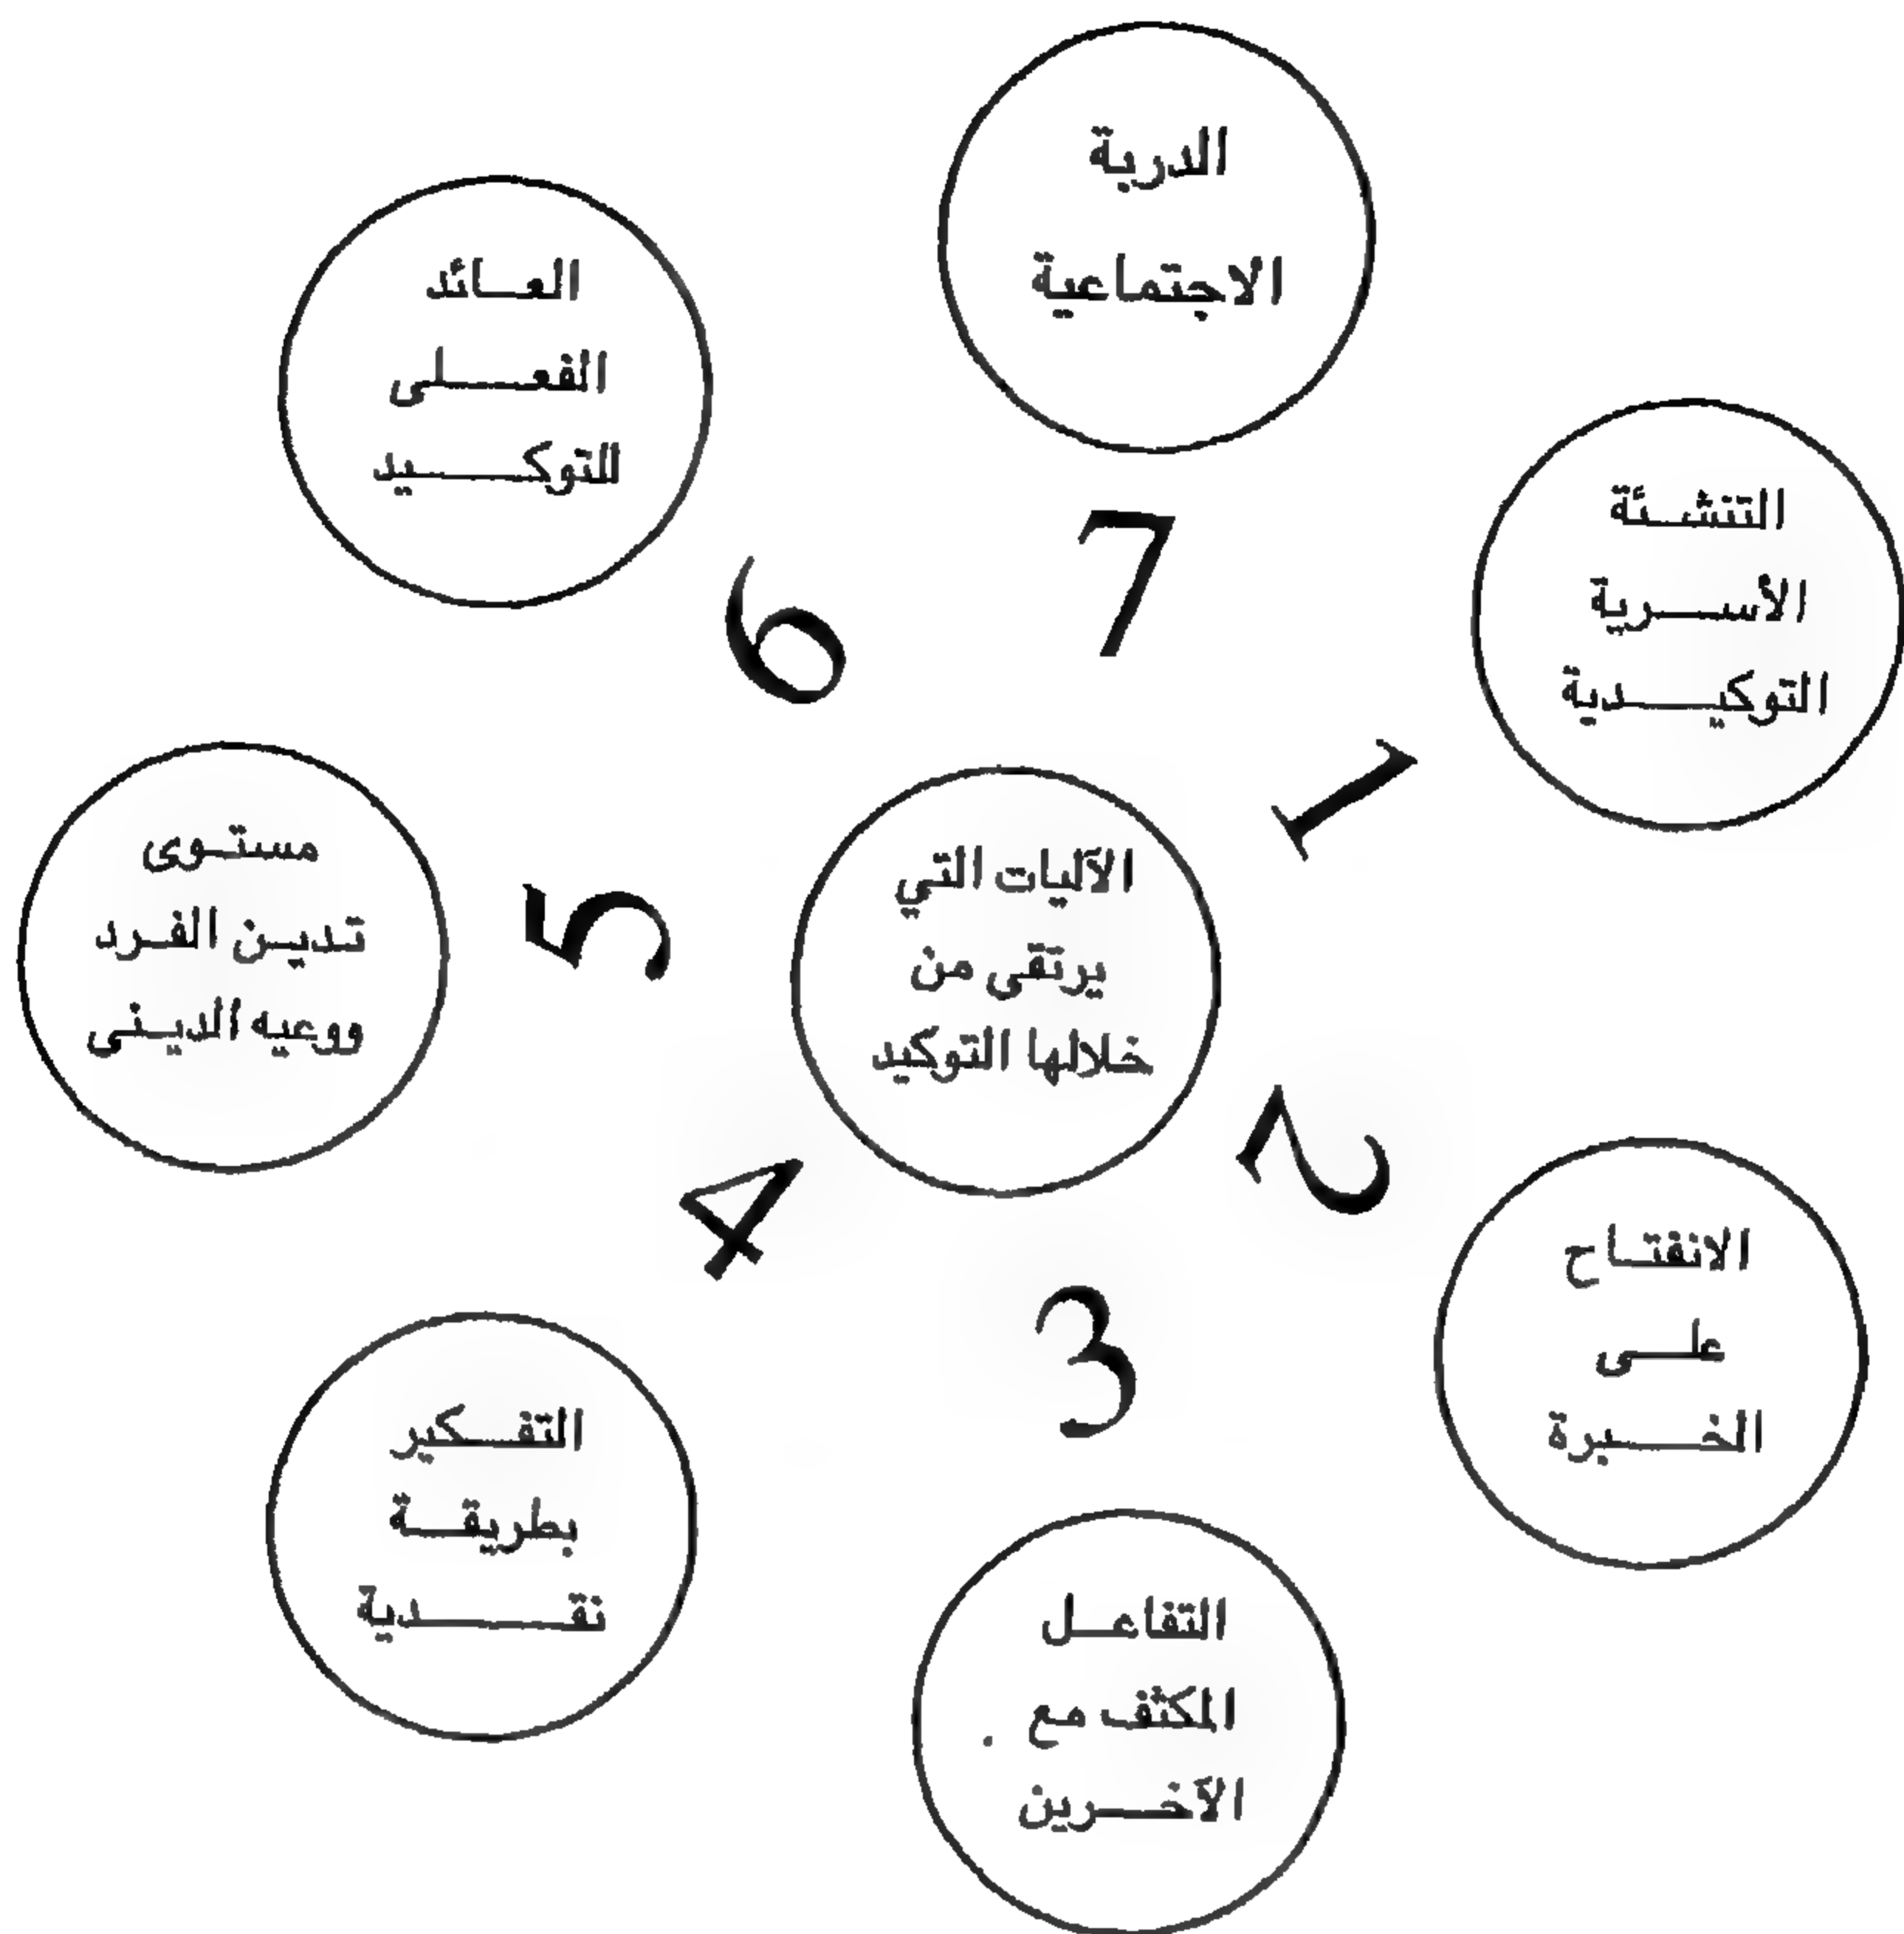 الدربة
الاجتماعية
7
التنشئة
الأسرية
التوكيدية
1
الانفتاح
على
الخبرة
2
التفاعل
المكثف مع
الآخرين
3
التفكير
بطريقة
نقدية
4
مستوى
تدين الفرد
ووعيه الدينى
5
العائد
الفعلى
للتوكيد
6
الآليات التي
يرتقى من
خلالها التوكيد